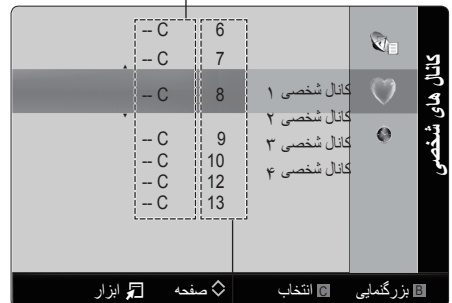 کانال های شخصی
6 C --
7 C --
8 C --
9 C --
10 C --
12 C --
13 C --
کانال شخصی ۱
کانال شخصی ۲
کانال شخصی ۳
کانال شخصی ۴
B بزرگنمایی C انتخاب صفحه ابزار